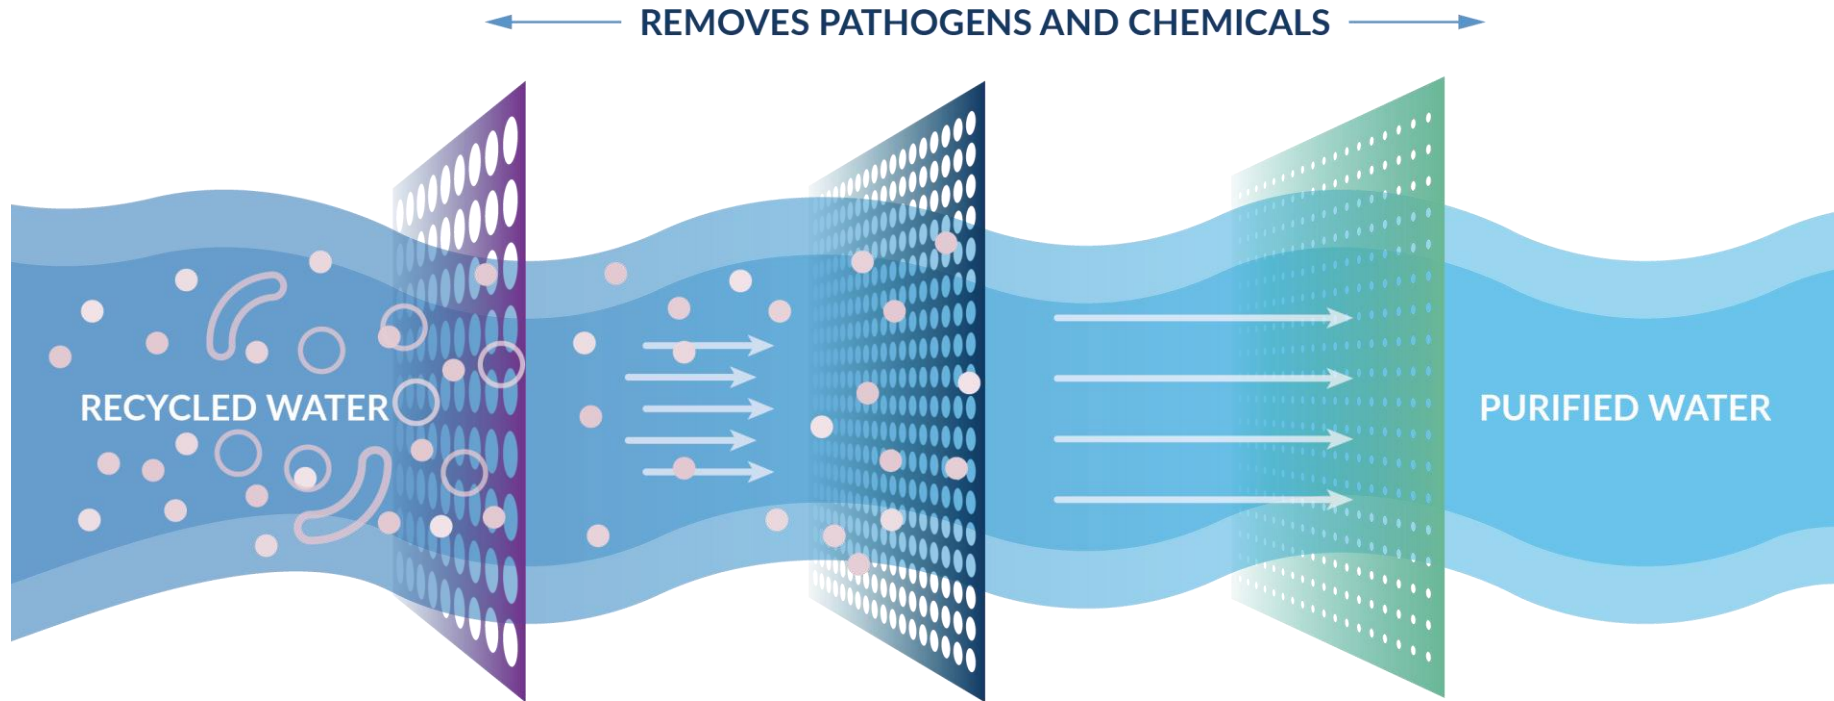 REMOVES PATHOGENS AND CHEMICALS
RECYCLED WATER
PURIFIED WATER